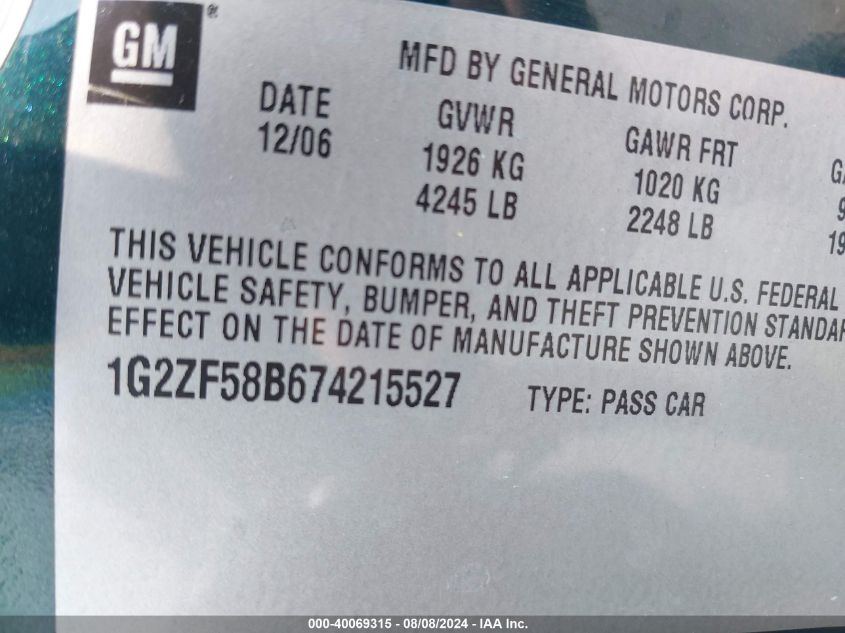 GM
®
MFD BY GENERAL MOTORS CORP.
DATE GVWR GAWR FRT
12/06 1926 KG 1020 KG
4245 LB 2248 LB
THIS VEHICLE CONFORMS TO ALL APPLICABLE U.S. FEDERAL
VEHICLE SAFETY, BUMPER, AND THEFT PREVENTION
EFFECT ON THE DATE OF MANUFACTURE SHOWN ABOVE.
1G2ZF58B674215527 TYPE: PASS CAR
000-40069315 - 08/08/2024 - IAA Inc.